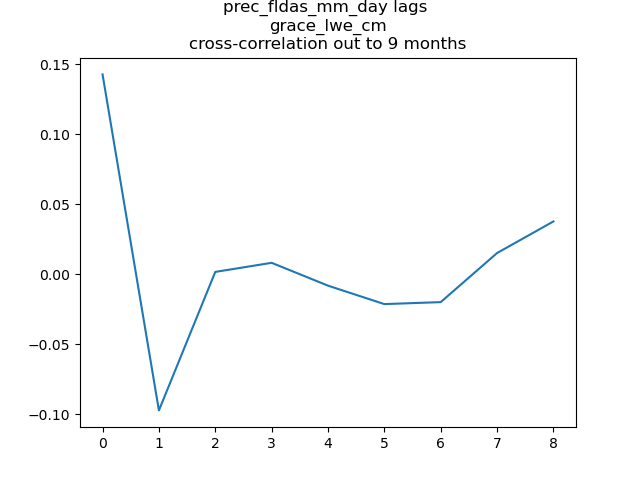 prec_fldas_mm_day lags
grace_lwe_cm
cross-correlation out to 9 months
0.15
0.10
0.05
0.00
−0.05
−0.10
0 1 2 3 4 5 6 7 8